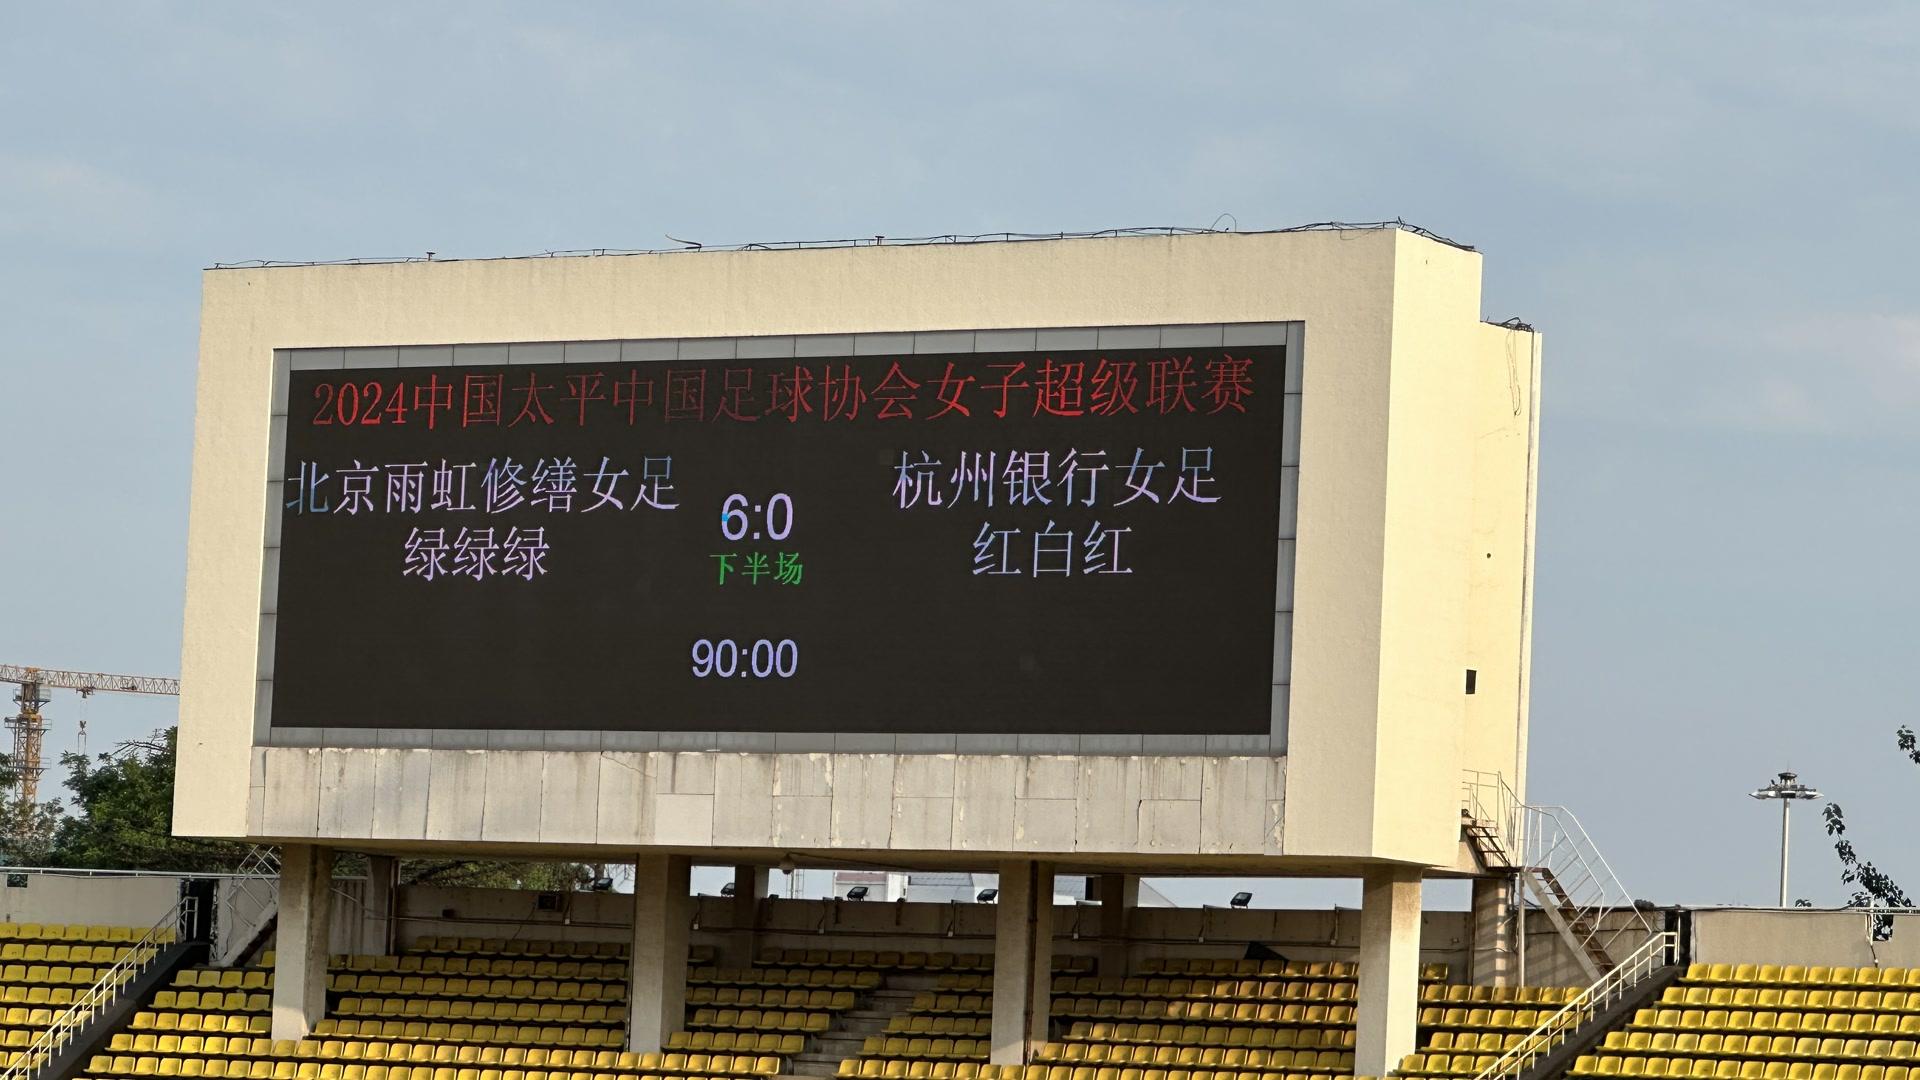 2024中国太平中国足球协会女子超级联赛
北京雨虹修缮女足
6:0
杭州银行女足
绿绿绿
下半场
红白红
90:00